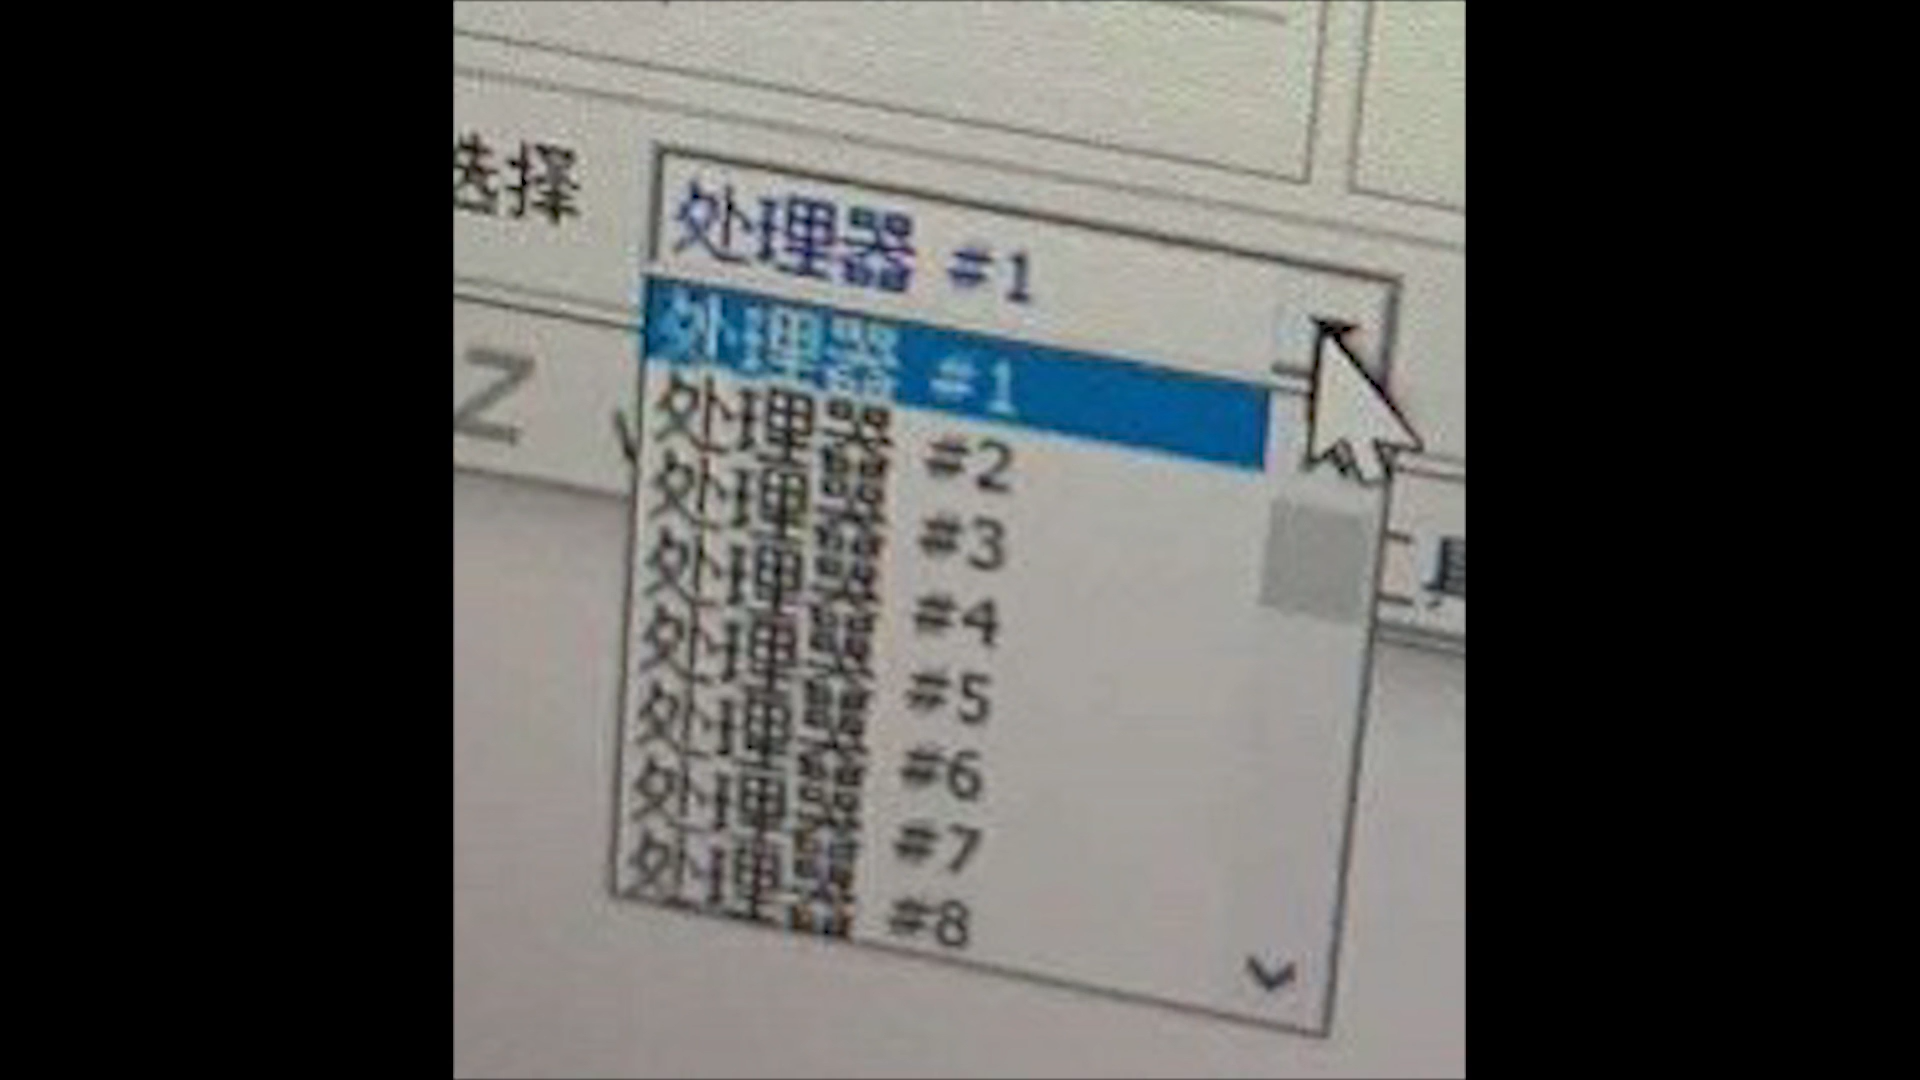 选择
处理器 #1
处理器 #1
处理器 #2
处理器 #3
处理器 #4
处理器 #5
处理器 #6
处理器 #7
处理器 #8
Z
工具